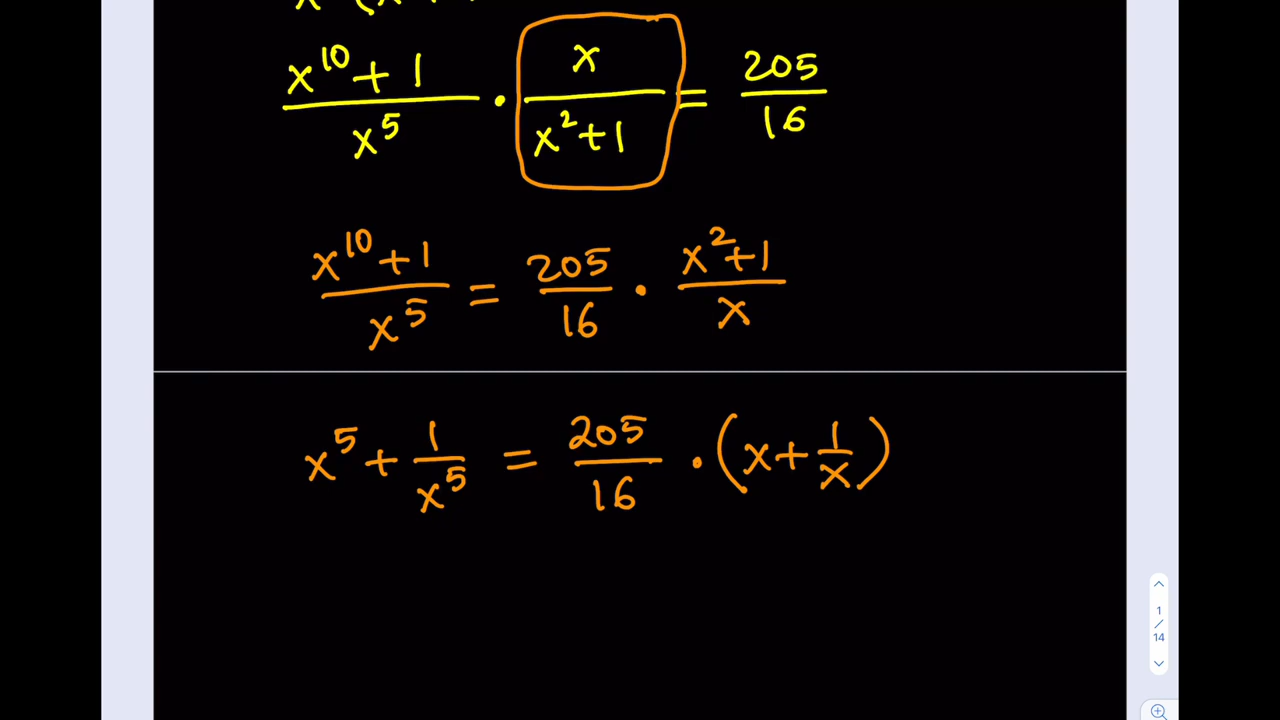 x^10 + 1 / x^5 · x / x^2 + 1 = 205 / 16
x^10 + 1 / x^5 = 205 / 16 · x^2 + 1 / x
x^5 + 1 / x^5 = 205 / 16 · (x + 1 / x)
1
/
14